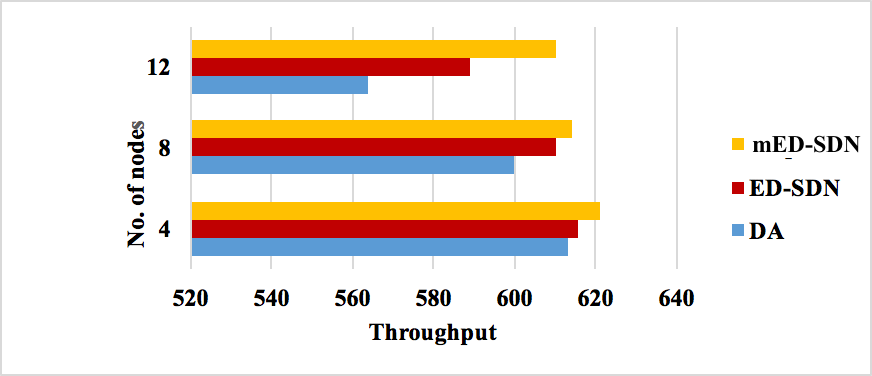 12
8
4
No. of nodes
520 540 560 580 600 620 640
Throughput
mED-SDN
ED-SDN
DA